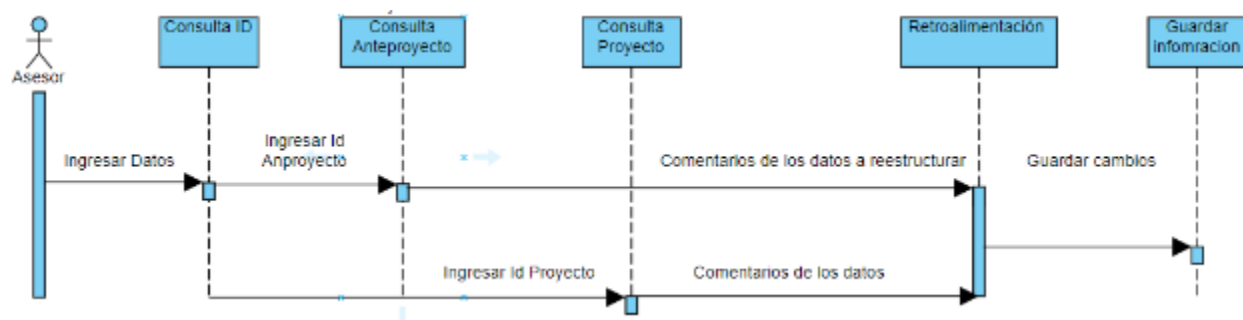 Consulta ID
Consulta
Anteproyecto
Consulta
Proyecto
Retroalimentación
Guardar
infomracion
Asesor
Ingresar Datos
Ingresar Id
Anproyecto
Comentarios de los datos a reestructurar
Guardar cambios
Ingresar Id Proyecto
Comentarios de los datos